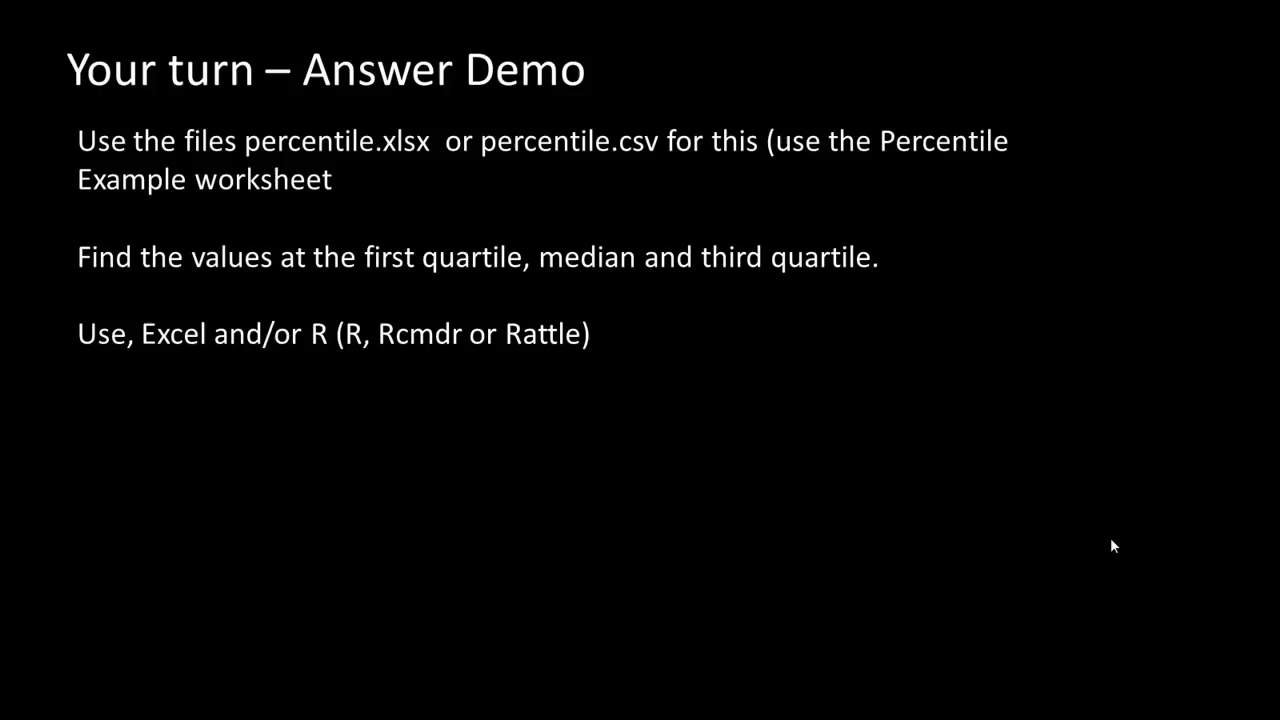 Your turn – Answer Demo
Use the files percentile.xlsx  or percentile.csv for this (use the Percentile
Example worksheet
Find the values at the first quartile, median and third quartile.
Use, Excel and/or R (R, Rcmdr or Rattle)